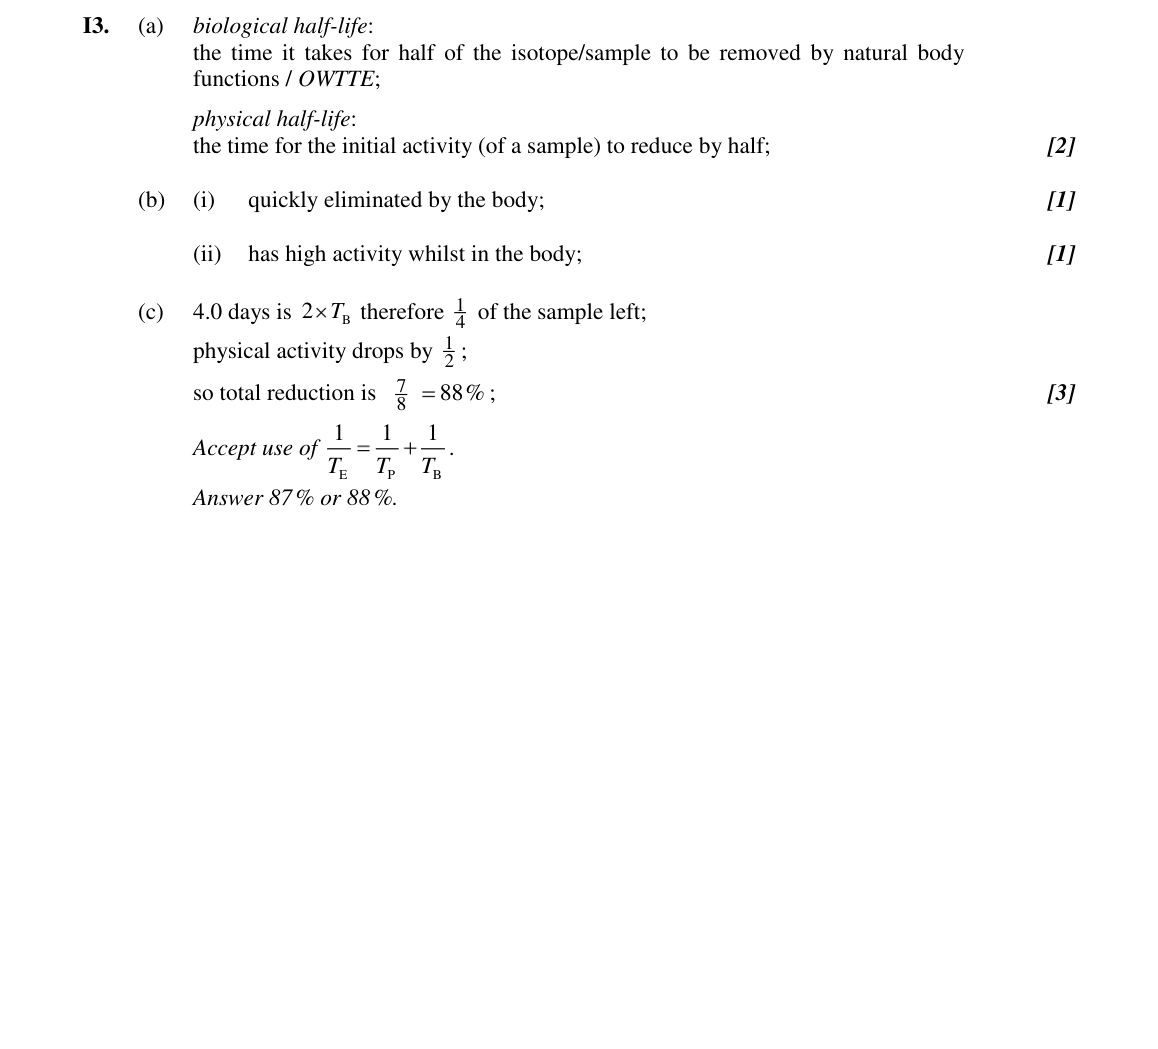 I3. (a) biological half-life:
the time it takes for half of the isotope/sample to be removed by natural body
functions / OWTTE;
physical half-life:
the time for the initial activity (of a sample) to reduce by half; [2]
(b) (i) quickly eliminated by the body; [1]
(ii) has high activity whilst in the body; [1]
(c) 4.0 days is 2×T_B therefore 1/4 of the sample left;
physical activity drops by 1/2 ;
so total reduction is 7/8 = 88% ; [3]
Accept use of 1/T_E = 1/T_P + 1/T_B .
Answer 87% or 88%.